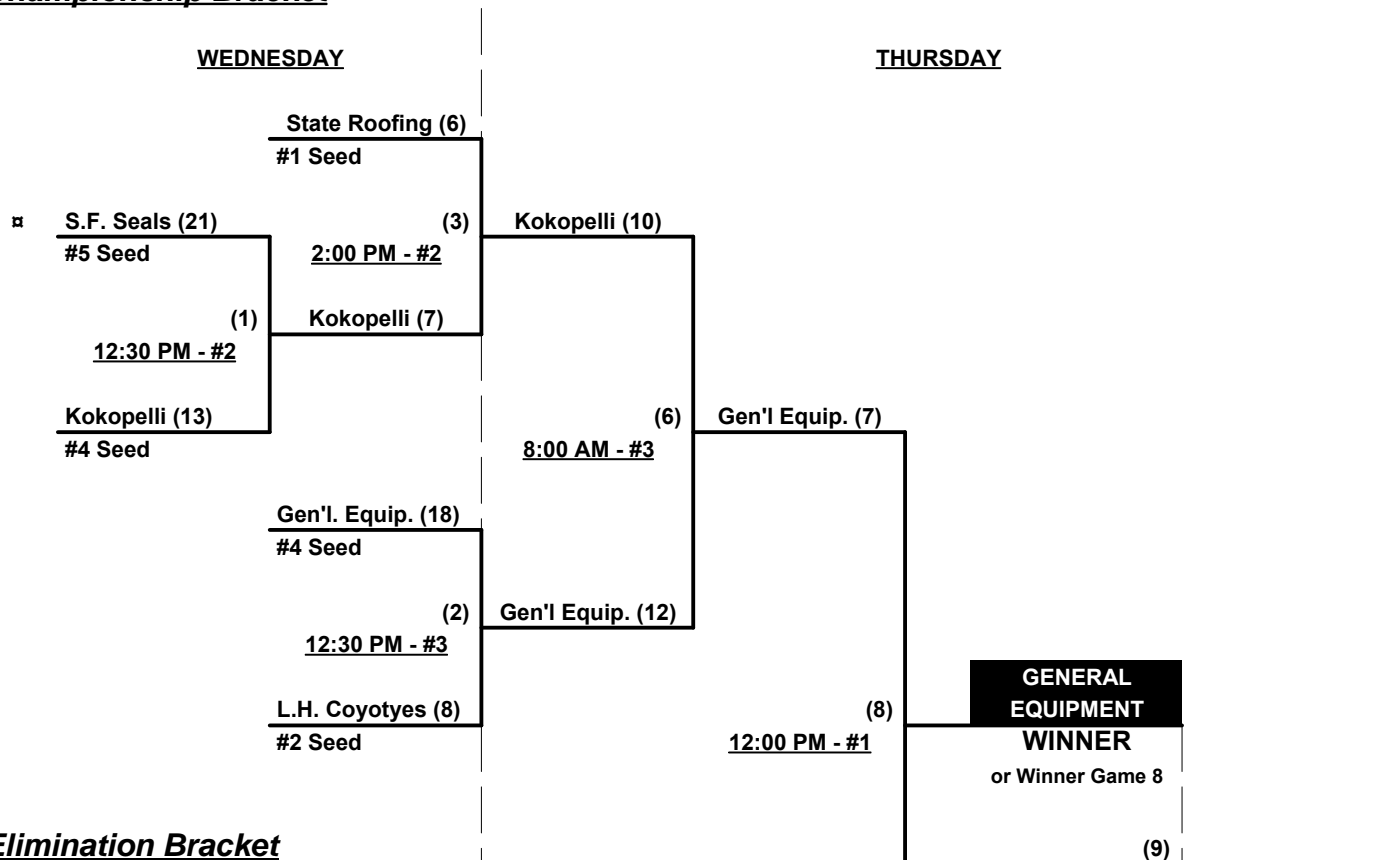 Championship Bracket
WEDNESDAY
THURSDAY
State Roofing (6)
#1 Seed
¤ S.F. Seals (21)
(3)
Kokopelli (10)
#5 Seed
2:00 PM - #2
(1)
Kokopelli (7)
12:30 PM - #2
Kokopelli (13)
(6)
Gen'l Equip. (7)
#4 Seed
8:00 AM - #3
Gen'l. Equip. (18)
#4 Seed
(2)
Gen'l Equip. (12)
12:30 PM - #3
GENERAL
L.H. Coyotyes (8)
(8)
EQUIPMENT
#2 Seed
12:00 PM - #1
WINNER
or Winner Game 8
Elimination Bracket
(9)